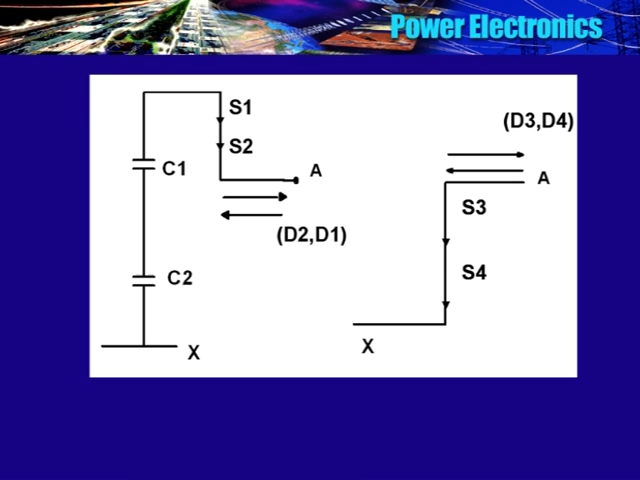 Power Electronics
S1
S2
C1
A
(D2,D1)
C2
X
(D3,D4)
A
S3
S4
X